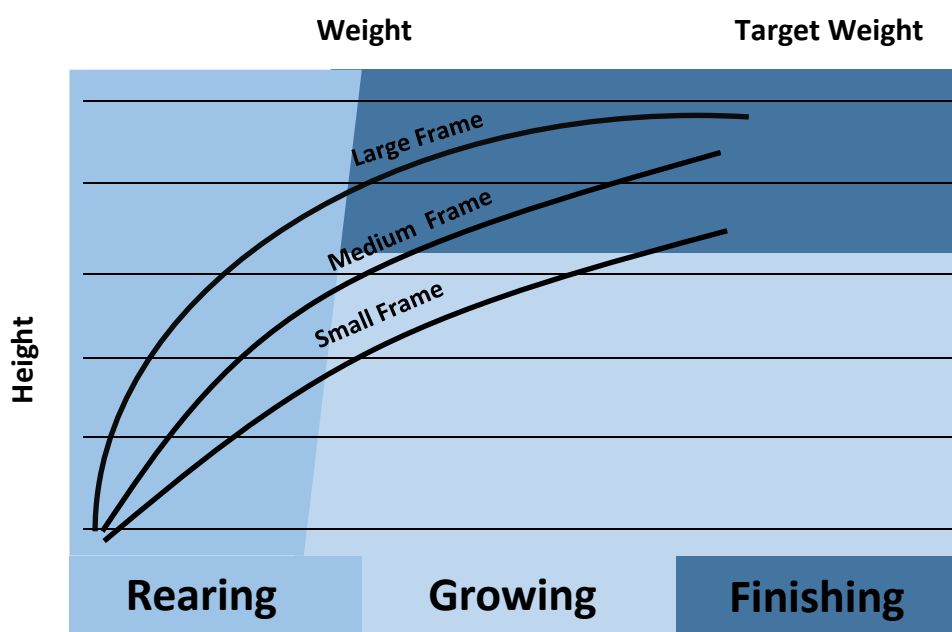 Weight
Target Weight
Large Frame
Medium Frame
Small Frame
Height
Rearing
Growing
Finishing